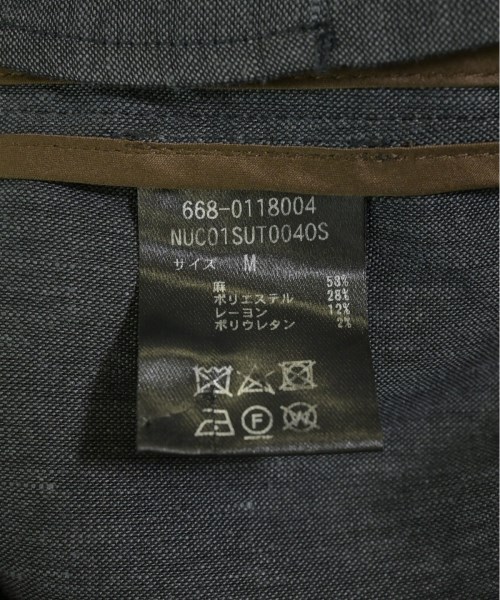 668-0118004
NUC01SUT0040S
サイズ M
麻 53%
ポリエステル 28%
レーヨン 12%
ポリウレタン 2%
F W